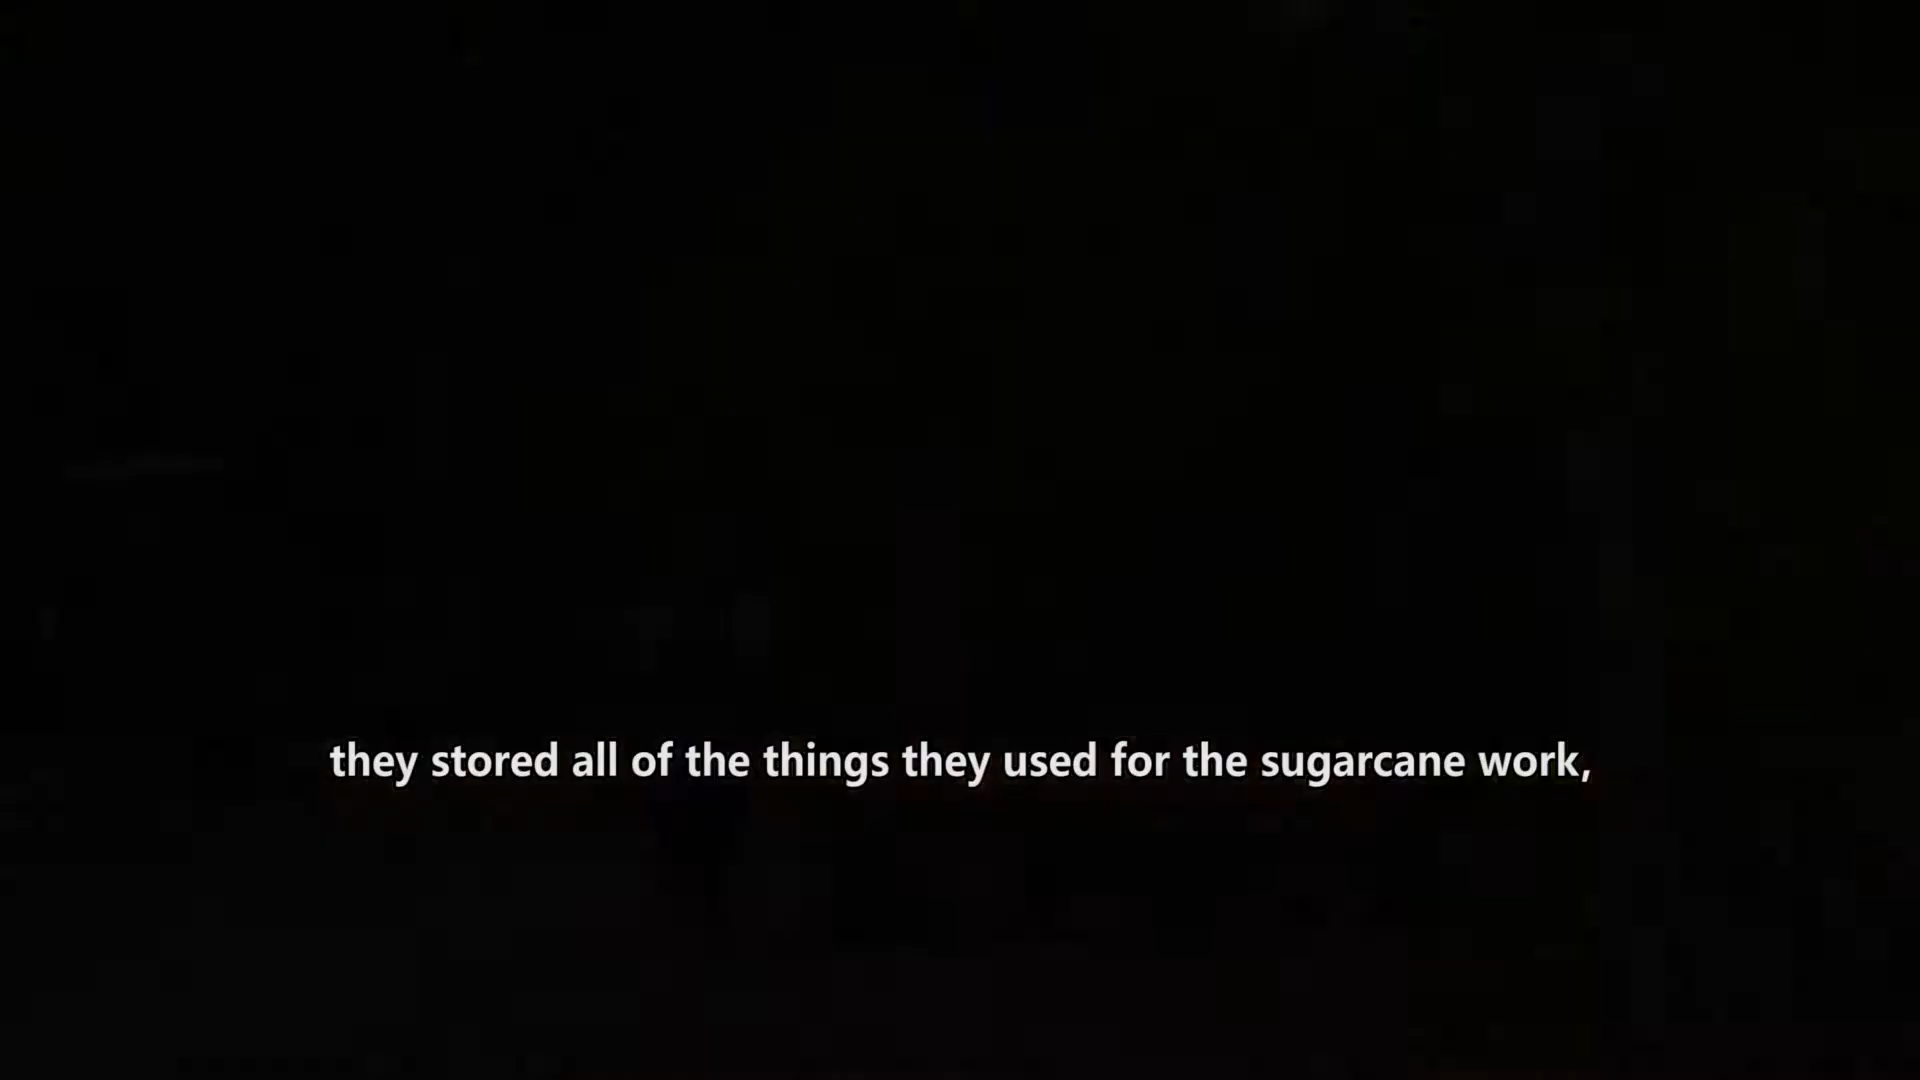 they stored all of the things they used for the sugarcane work,